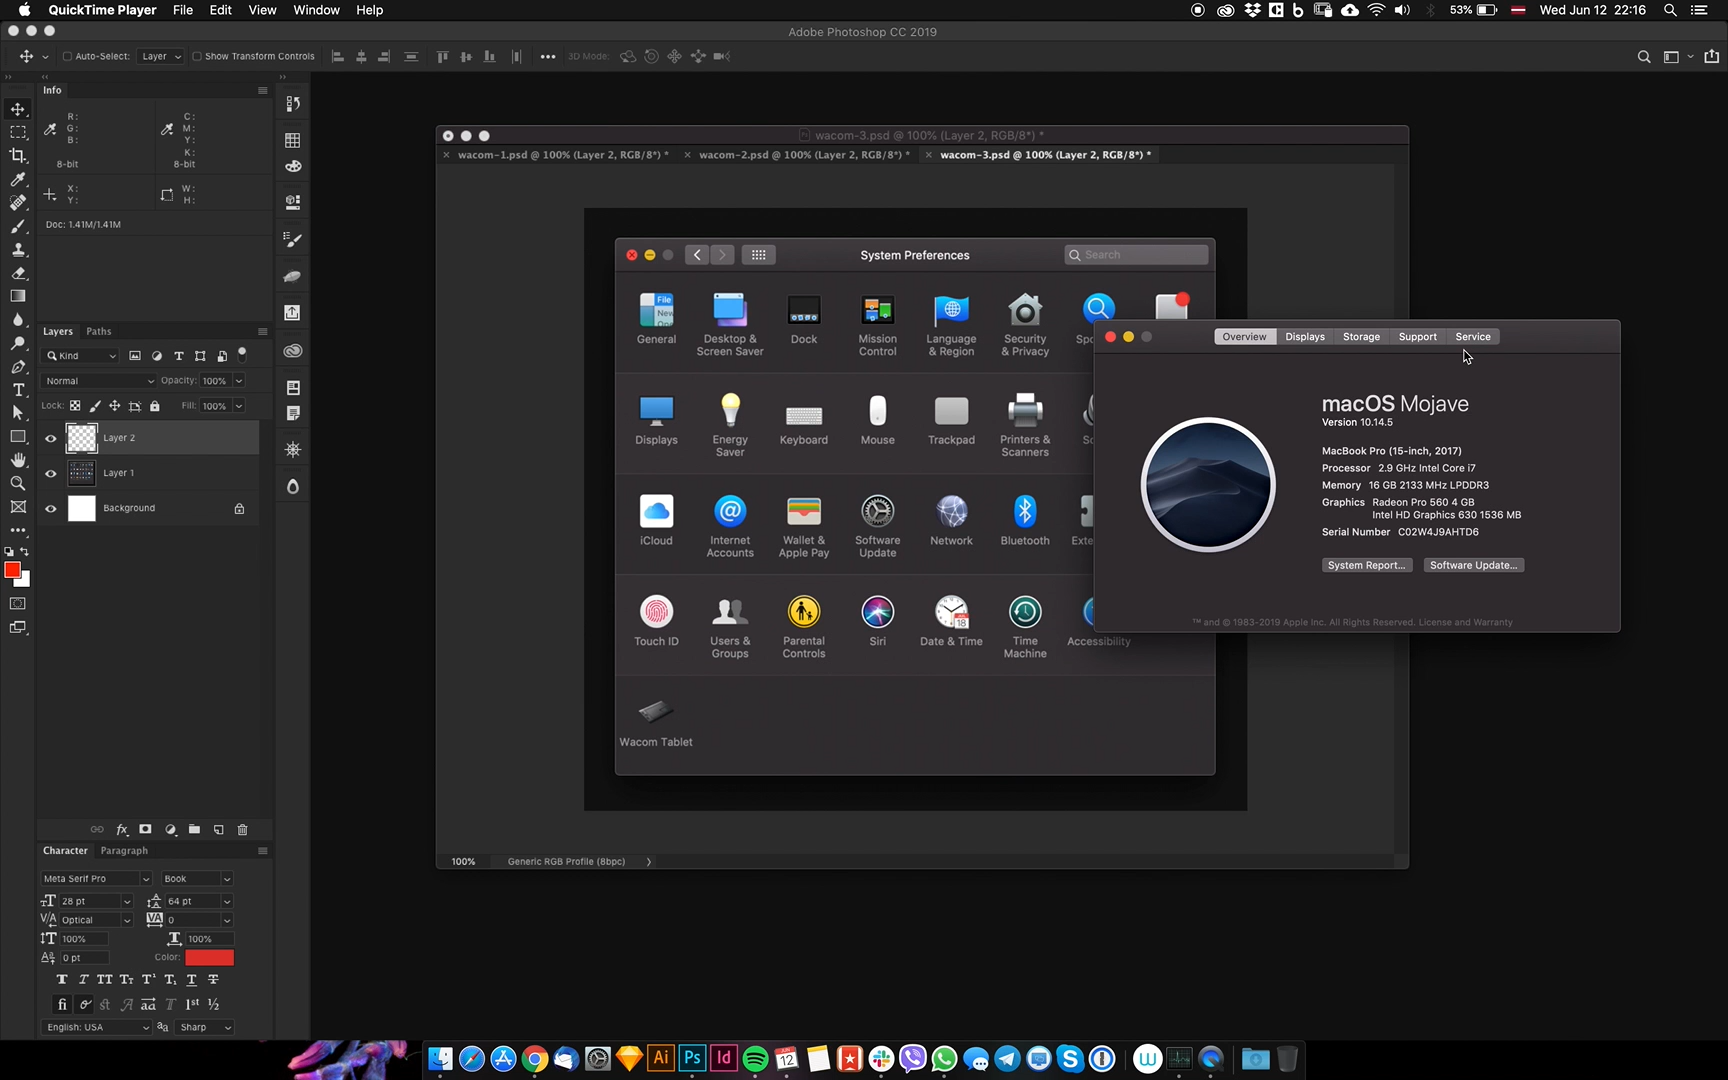 QuickTime Player File Edit View Window Help
53% Wed Jun 12 22:16
Adobe Photoshop CC 2019
Auto-Select: Layer Show Transform Controls 3D Mode:
Info
R: C:
G: M:
B: Y:
K:
8-bit 8-bit
X: W:
Y: H:
Doc: 1.41M/1.41M
Layers Paths
Kind
Normal Opacity: 100%
Lock: Fill: 100%
Layer 2
Layer 1
Background
Character Paragraph
Meta Serif Pro Book
28 pt 64 pt
Optical 0
100% 100%
0 pt Color:
English: USA Sharp
wacom-3.psd @ 100% (Layer 2, RGB/8*) *
wacom-1.psd @ 100% (Layer 2, RGB/8*) * wacom-2.psd @ 100% (Layer 2, RGB/8*) * wacom-3.psd @ 100% (Layer 2, RGB/8*) *
System Preferences
Search
General
Desktop &
Screen Saver
Dock
Mission
Control
Language
& Region
Security
& Privacy
Spo
Displays
Energy
Saver
Keyboard
Mouse
Trackpad
Printers &
Scanners
So
iCloud
Internet
Accounts
Wallet &
Apple Pay
Software
Update
Network
Bluetooth
Exte
Touch ID
Users &
Groups
Parental
Controls
Siri
Date & Time
Time
Machine
Accessibility
Wacom Tablet
100% Generic RGB Profile (8bpc)
Overview Displays Storage Support Service
macOS Mojave
Version 10.14.5
MacBook Pro (15-inch, 2017)
Processor 2.9 GHz Intel Core i7
Memory 16 GB 2133 MHz LPDDR3
Graphics Radeon Pro 560 4 GB
Intel HD Graphics 630 1536 MB
Serial Number C02W4J9AHTD6
System Report... Software Update...
™ and © 1983-2019 Apple Inc. All Rights Reserved. License and Warranty
Ai Ps Id 12